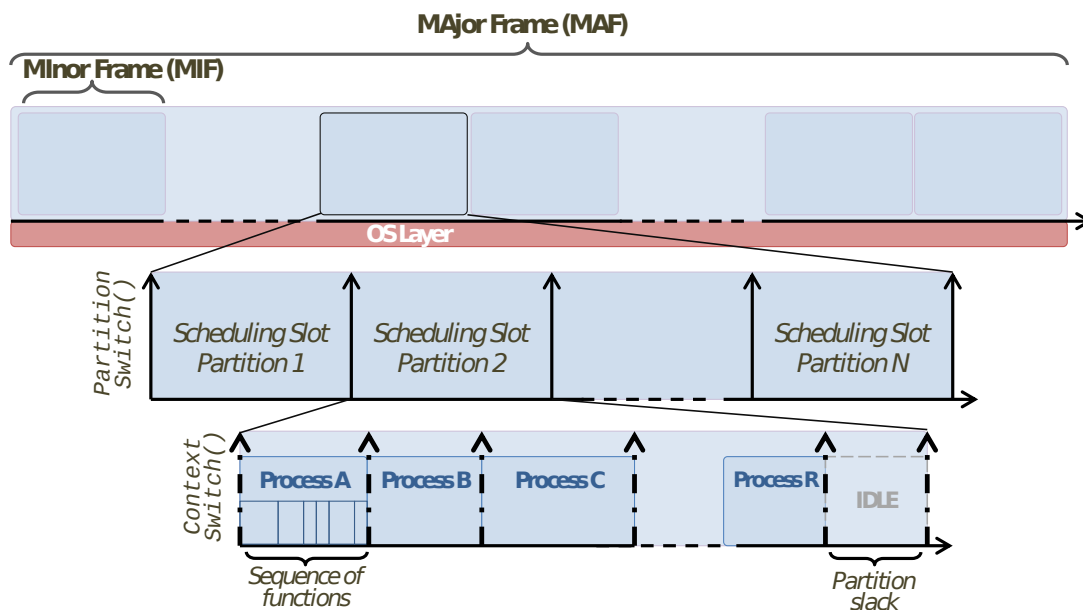 MAjor Frame (MAF)
MInor Frame (MIF)
OS Layer
Partition
Switch()
Scheduling Slot
Partition 1
Scheduling Slot
Partition 2
Scheduling Slot
Partition N
Context
Switch()
Process A
Process B
Process C
Process R
IDLE
Sequence of
functions
Partition
slack